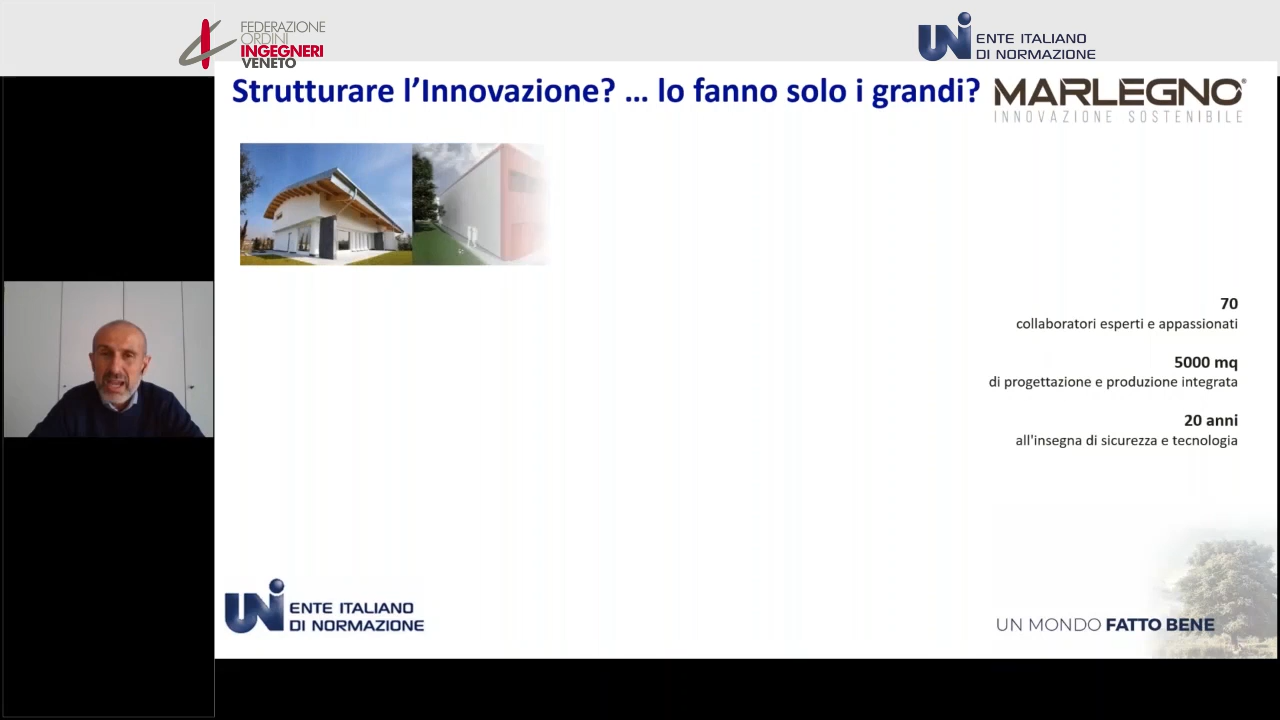 FEDERAZIONE
ORDINI
INGEGNERI
VENETO
UNI ENTE ITALIANO
DI NORMAZIONE
Strutturare l’Innovazione? ... lo fanno solo i grandi?
MARLEGNO®
INNOVAZIONE SOSTENIBILE
70
collaboratori esperti e appassionati
5000 mq
di progettazione e produzione integrata
20 anni
all'insegna di sicurezza e tecnologia
UNI ENTE ITALIANO
DI NORMAZIONE
UN MONDO FATTO BENE